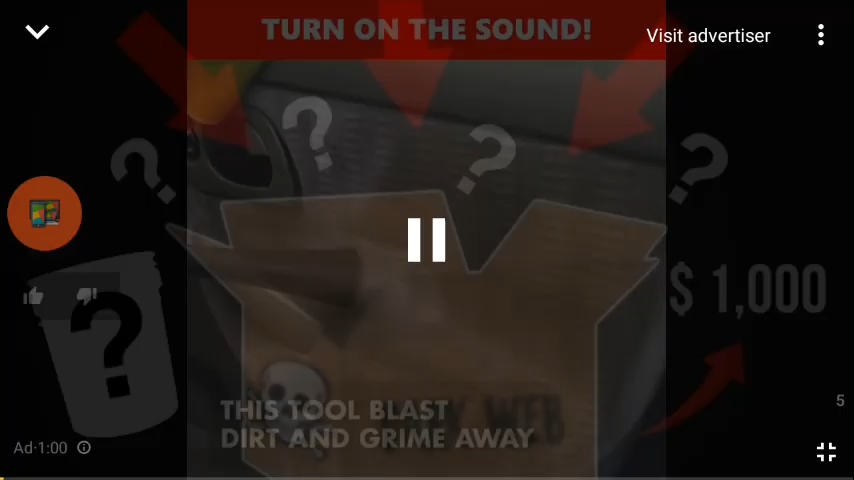 TURN ON THE SOUND!
Visit advertiser
$ 1,000
5
THIS TOOL BLAST
DIRT AND GRIME AWAY
WEB
Ad·1:00